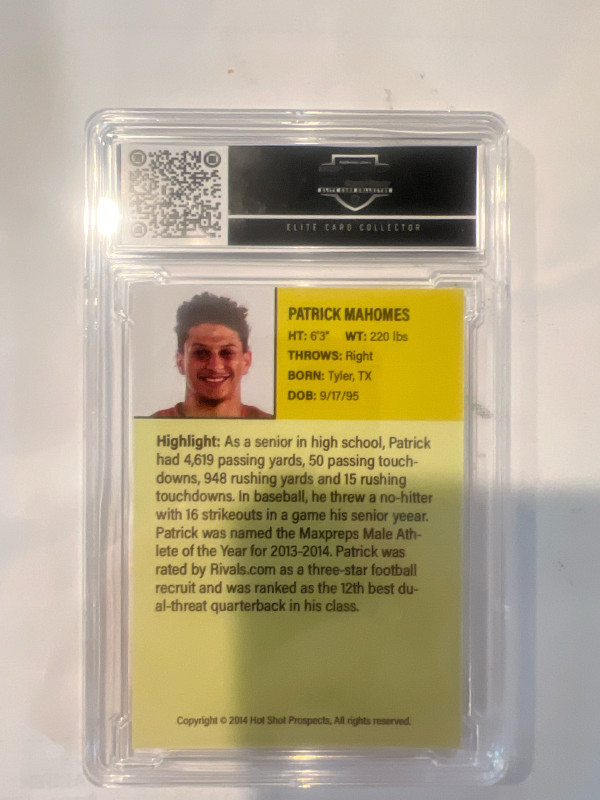 ELITE CARD COLLECTOR
ELITE CARD COLLECTOR
PATRICK MAHOMES
HT: 6'3" WT: 220 lbs
THROWS: Right
BORN: Tyler, TX
DOB: 9/17/95
Highlight: As a senior in high school, Patrick
had 4,619 passing yards, 50 passing touch-
downs, 948 rushing yards and 15 rushing
touchdowns. In baseball, he threw a no-hitter
with 16 strikeouts in a game his senior yeear.
Patrick was named the Maxpreps Male Ath-
lete of the Year for 2013-2014. Patrick was
rated by Rivals.com as a three-star football
recruit and was ranked as the 12th best du-
al-threat quarterback in his class.
Copyright © 2014 Hot Shot Prospects, All rights reserved.